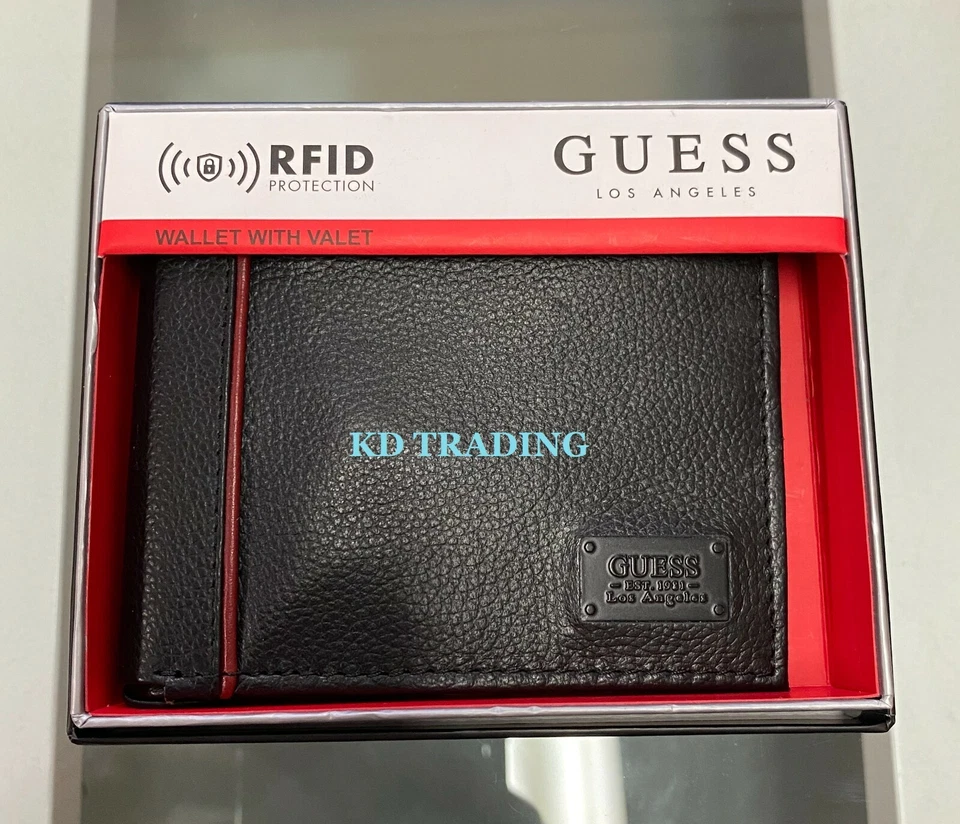 RFID
PROTECTION
GUESS
LOS ANGELES
WALLET WITH VALET
KD TRADING
GUESS
EST. 1981
Los Angeles